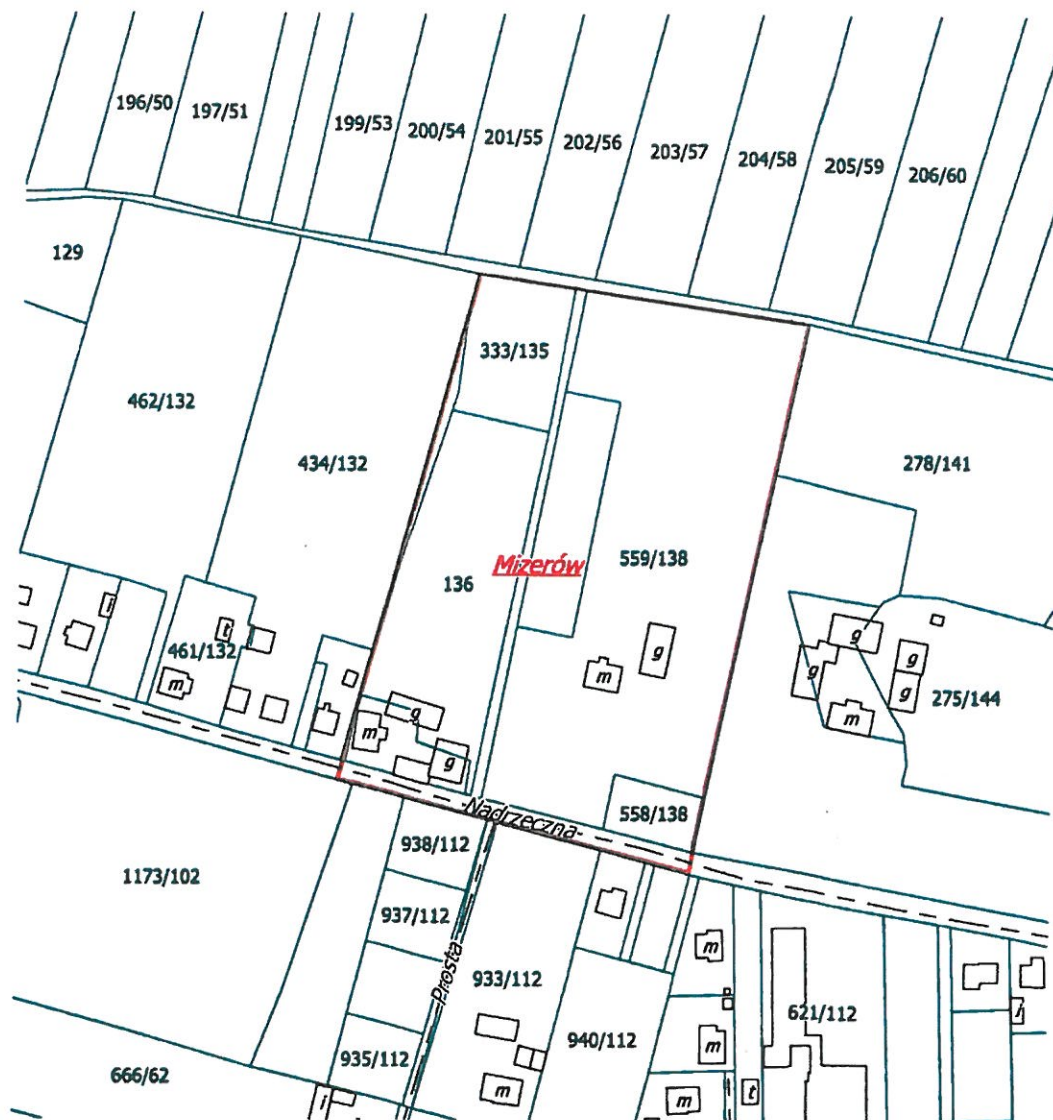 196/50
197/51
199/53
200/54
201/55
202/56
203/57
204/58
205/59
206/60
129
333/135
462/132
434/132
278/141
Mizerów
136
559/138
i
t
461/132
m
g
m
g
g
g
g
m
275/144
g
m
g
Nadrzeczna
558/138
938/112
1173/102
937/112
Prosta
933/112
m
621/112
i
940/112
935/112
m
666/62
i
m
m
t